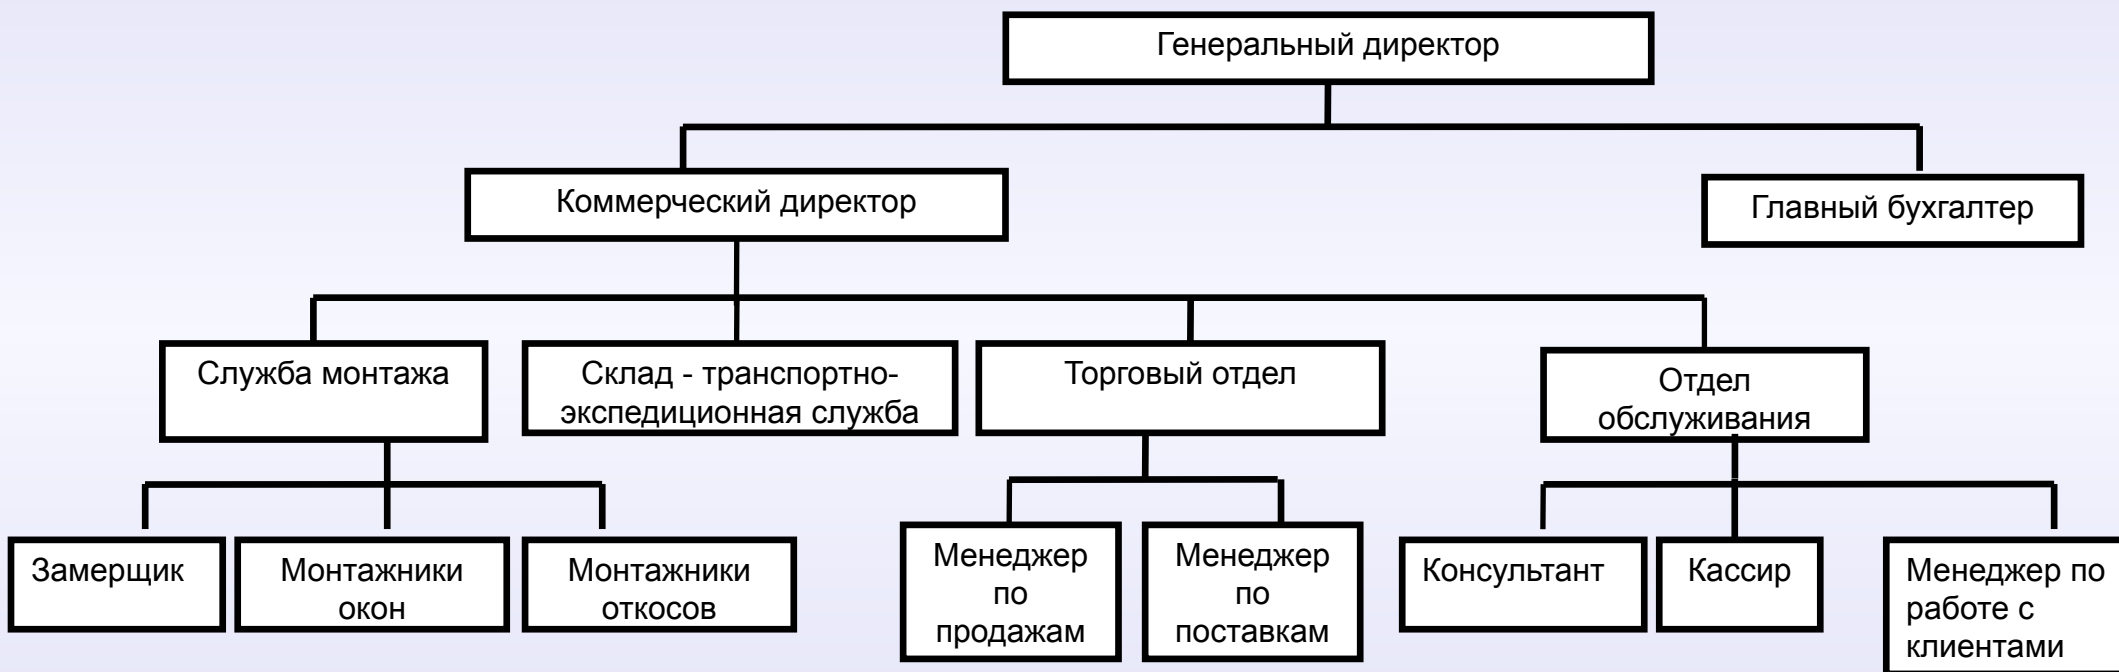 Генеральный директор
Коммерческий директор
Главный бухгалтер
Служба монтажа
Склад - транспортно-
экспедиционная служба
Торговый отдел
Отдел
обслуживания
Замерщик
Монтажники
окон
Монтажники
откосов
Менеджер
по
продажам
Менеджер
по
поставкам
Консультант
Кассир
Менеджер по
работе с
клиентами